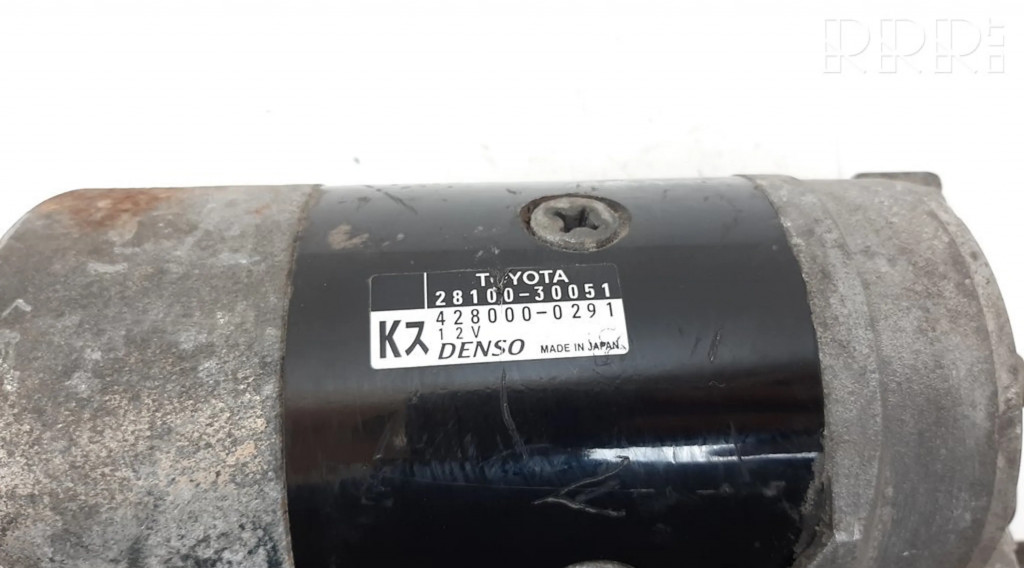 RRR
TOYOTA
28100-30051
428000-0291
12V
Kス DENSO MADE IN JAPAN